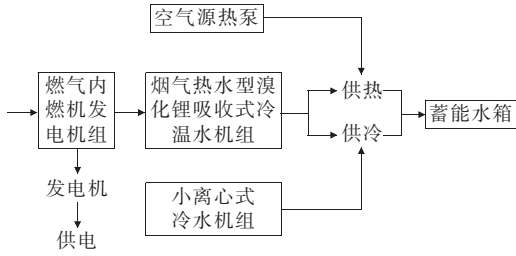 空气源热泵
燃气内
燃机发
电机组
烟气热水型溴
化锂吸收式冷
温水机组
供热
供冷
蓄能水箱
发电机
供电
小离心式
冷水机组